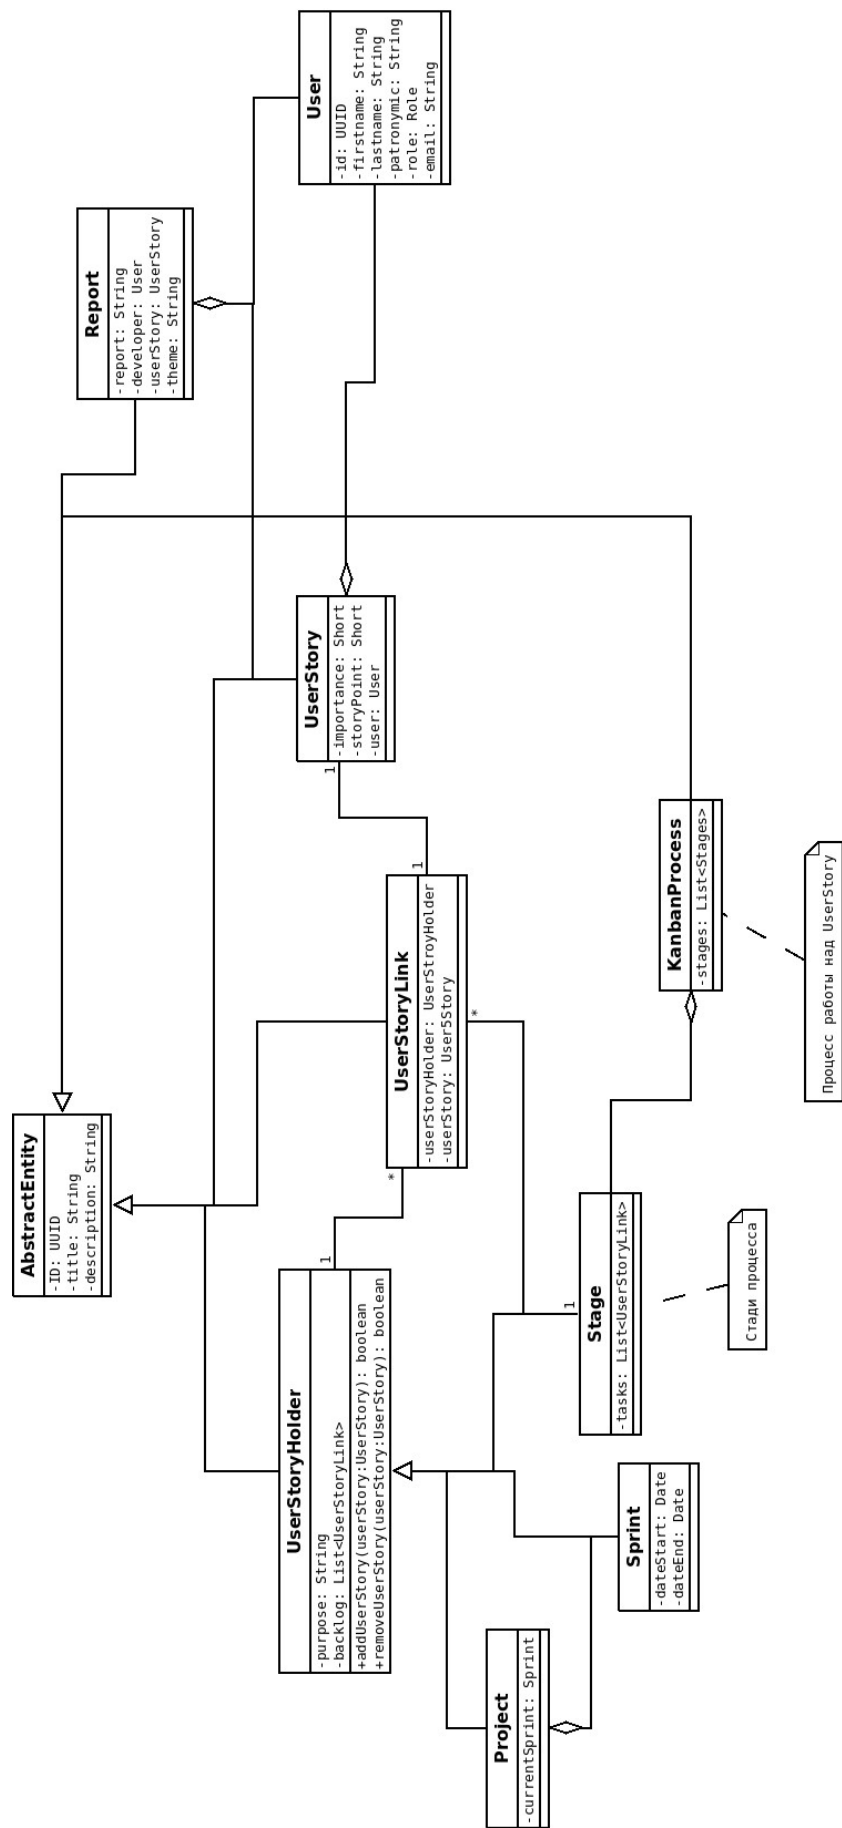 AbstractEntity
-ID: UUID
-title: String
-description: String
Report
-report: String
-developer: User
-userStory: UserStory
-theme: String
UserStoryHolder
-purpose: String
-backlog: List<UserStoryLink>
+addUserStory(userStory:UserStory): boolean
+removeUserStory(userStory:UserStory): boolean
1
*
UserStoryLink
-userStoryHolder: UserStroyHolder
-userStory: User5Story
1
*
UserStory
-importance: Short
-storyPoint: Short
-user: User
1
User
-id: UUID
-firstname: String
-lastname: String
-patronymic: String
-role: Role
-email: String
Project
-currentSprint: Sprint
Sprint
-dateStart: Date
-dateEnd: Date
1
Stage
-tasks: List<UserStoryLink>
Стади процесса
KanbanProcess
-stages: List<Stages>
Процесс работы над UserStory